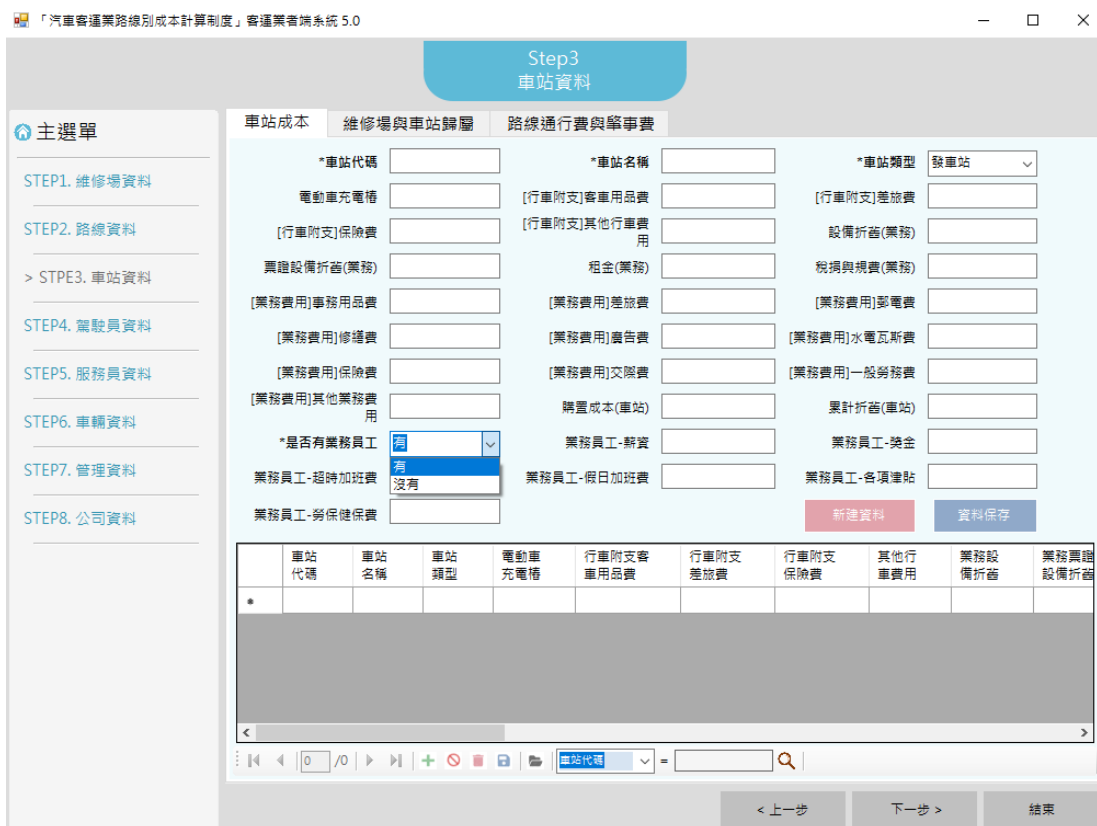 「汽車客運業路線別成本計算制度」客運業者端系統 5.0
Step3
車站資料
主選單
STEP1. 維修場資料
STEP2. 路線資料
> STPE3. 車站資料
STEP4. 駕駛員資料
STEP5. 服務員資料
STEP6. 車輛資料
STEP7. 管理資料
STEP8. 公司資料
車站成本 維修場與車站歸屬 路線通行費與肇事費
*車站代碼 *車站名稱 *車站類型 發車站
電動車充電樁 [行車附支]客車用品費 [行車附支]差旅費
[行車附支]保險費 [行車附支]其他行車費
用 設備折舊(業務)
票證設備折舊(業務) 租金(業務) 稅捐與規費(業務)
[業務費用]事務用品費 [業務費用]差旅費 [業務費用]郵電費
[業務費用]修繕費 [業務費用]廣告費 [業務費用]水電瓦斯費
[業務費用]保險費 [業務費用]交際費 [業務費用]一般勞務費
[業務費用]其他業務費
用 購置成本(車站) 累計折舊(車站)
*是否有業務員工 有 業務員工-薪資 業務員工-獎金
有
沒有
業務員工-超時加班費 業務員工-假日加班費 業務員工-各項津貼
業務員工-勞保健保費 新建資料 資料保存
車站 車站 車站 電動車 行車附支客 行車附支 行車附支 其他行 業務設 業務票證
代碼 名稱 類型 充電樁 車用品費 差旅費 保險費 車費用 備折舊 設備折舊
0 /0 車站代碼 =
< 上一步 下一步 > 結束